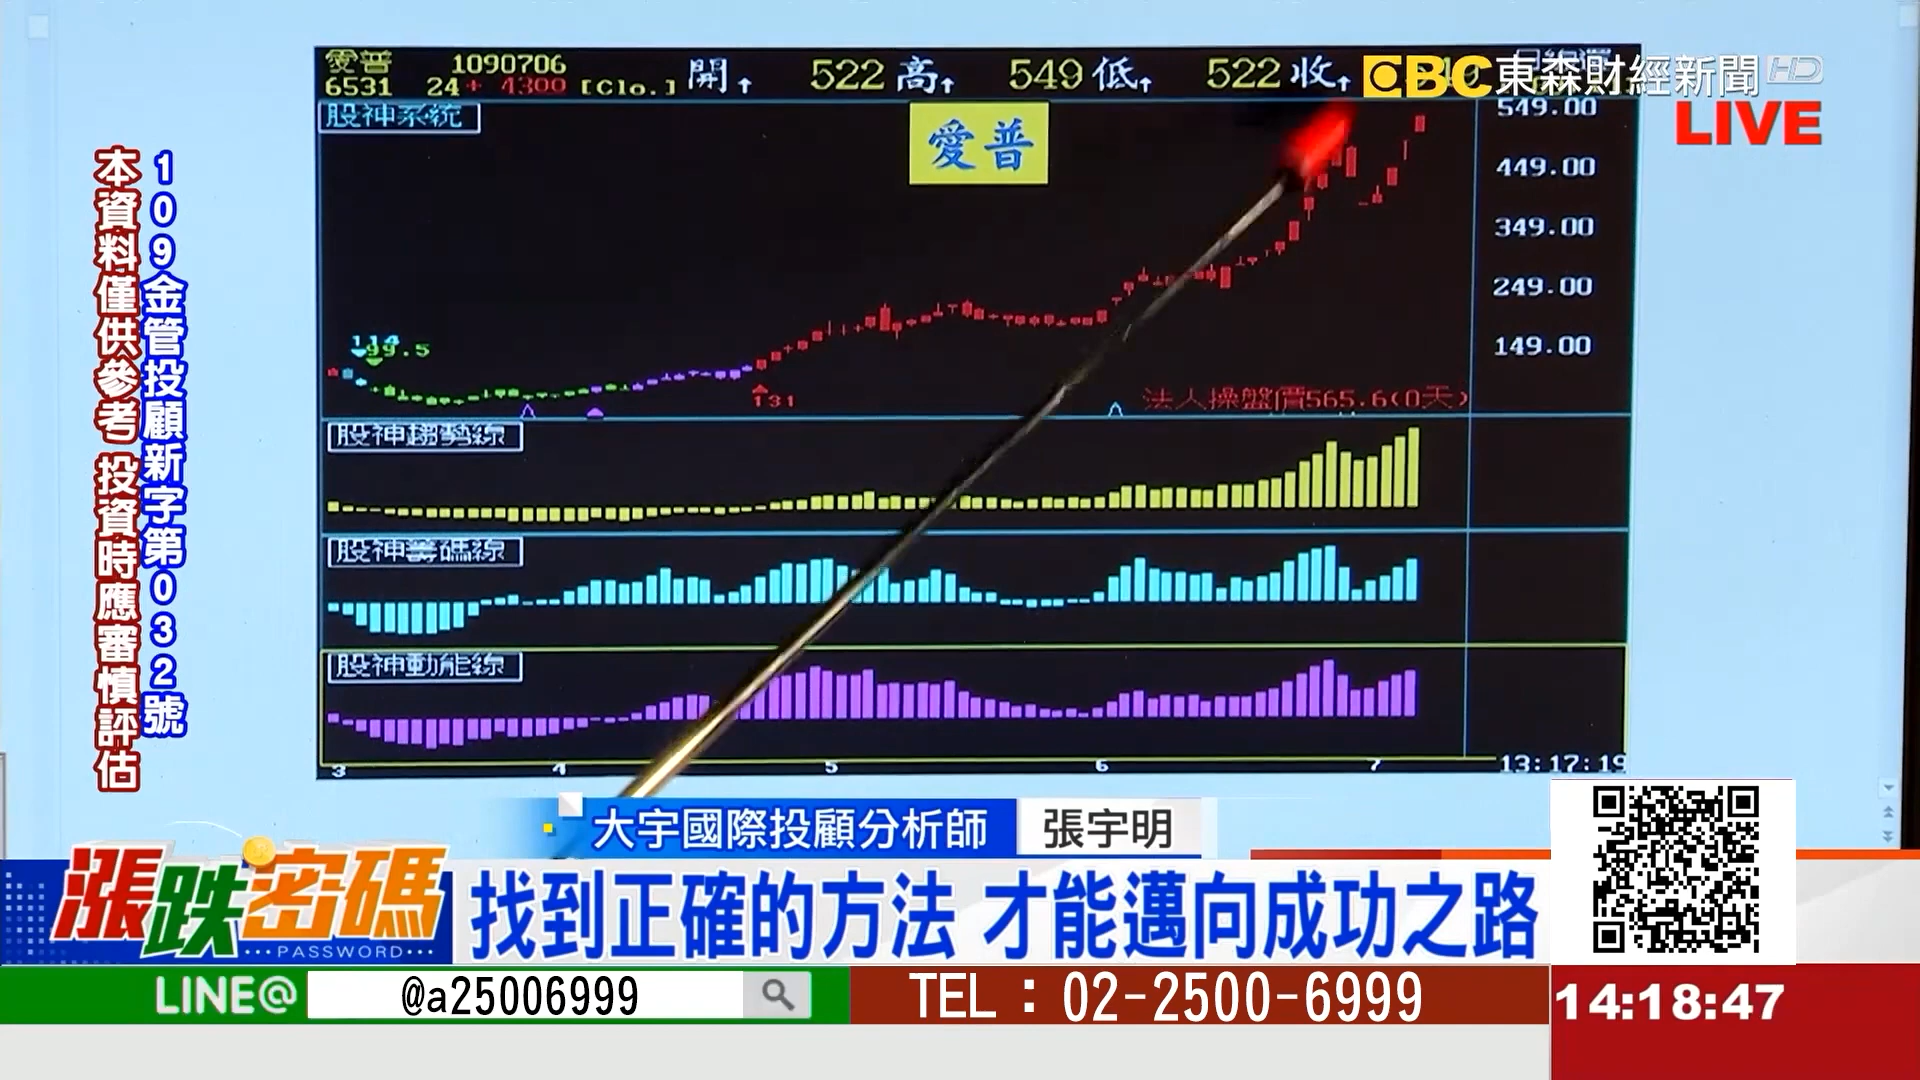 愛普 1090706 開↑ 522 高↑ 549 低↑ 522 收↑
6531 24+ 4300 [Clo.]
EBC 東森財經新聞 HD
LIVE
股神系統
愛普
549.00
449.00
349.00
249.00
149.00
114
99.5
131
法人操盤價565.6(0天)
股神趨勢線
股神籌碼線
股神動能線
3 4 5 6 7 13:17:19
109金管投顧新字第032號
本資料僅供參考 投資時應審慎評估
大宇國際投顧分析師 張宇明
漲跌密碼
PASSWORD
找到正確的方法 才能邁向成功之路
LINE@ @a25006999 TEL：02-2500-6999 14:18:47